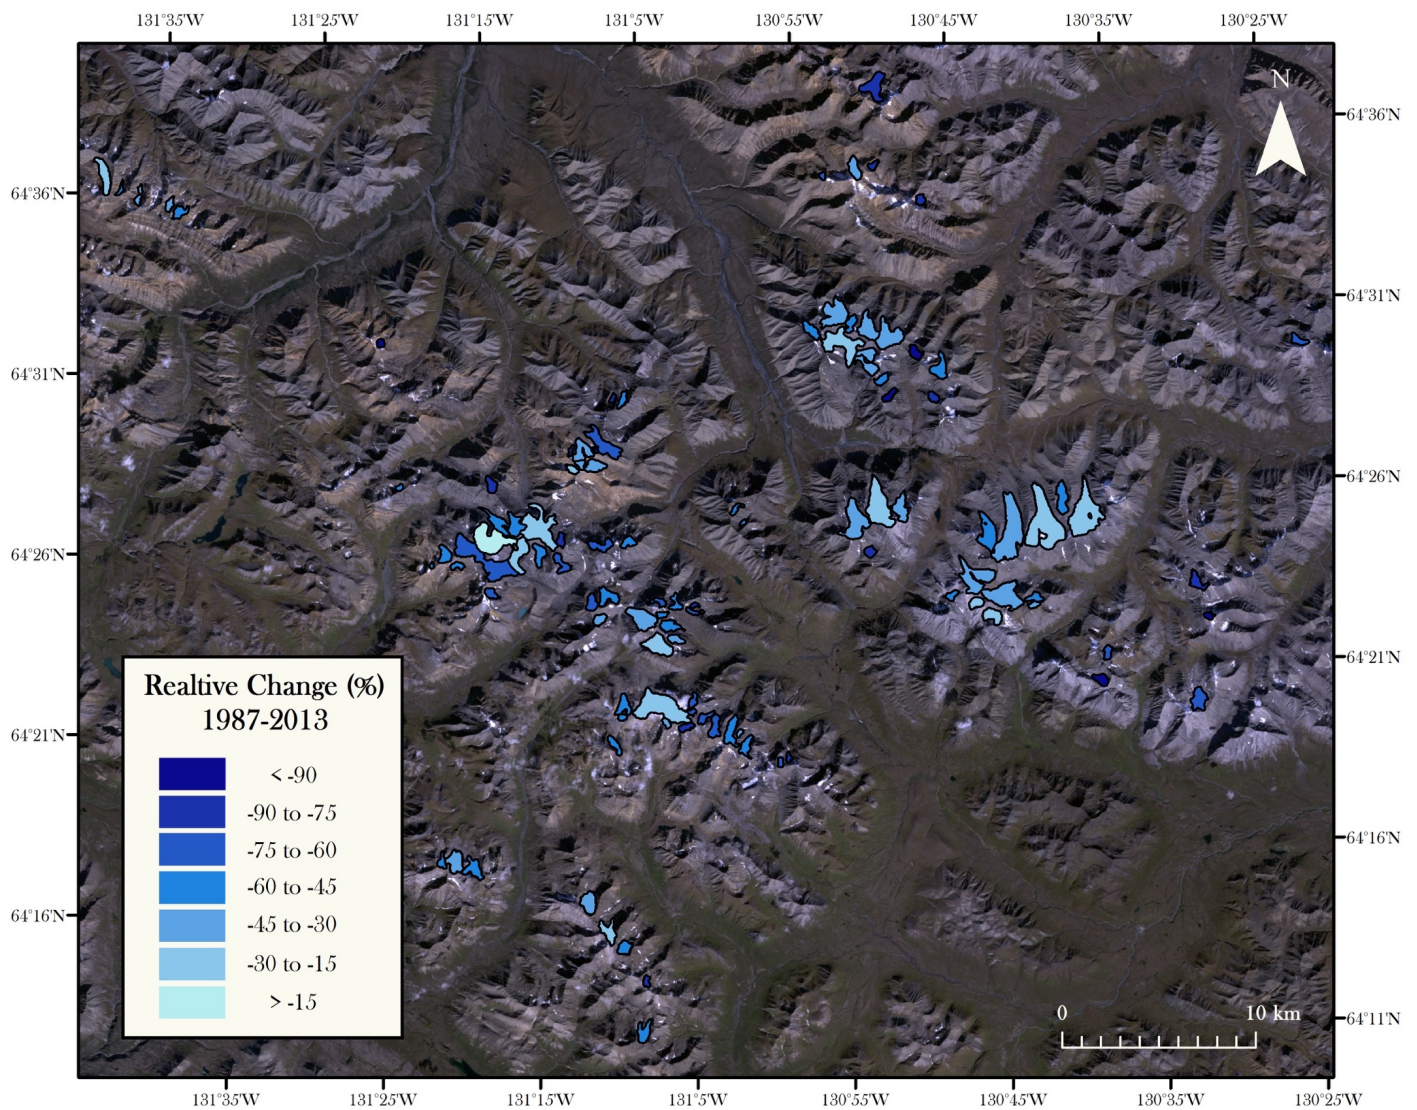 131°35'W 131°25'W 131°15'W 131°5'W 130°55'W 130°45'W 130°35'W 130°25'W
N
64°36'N
64°36'N
64°31'N
64°31'N
64°26'N
64°26'N
64°21'N
Realtive Change (%)
1987-2013
64°21'N
< -90
-90 to -75
64°16'N
-75 to -60
-60 to -45
64°16'N
-45 to -30
-30 to -15
> -15
0 10 km
64°11'N
131°35'W 131°25'W 131°15'W 131°5'W 130°55'W 130°45'W 130°35'W 130°25'W